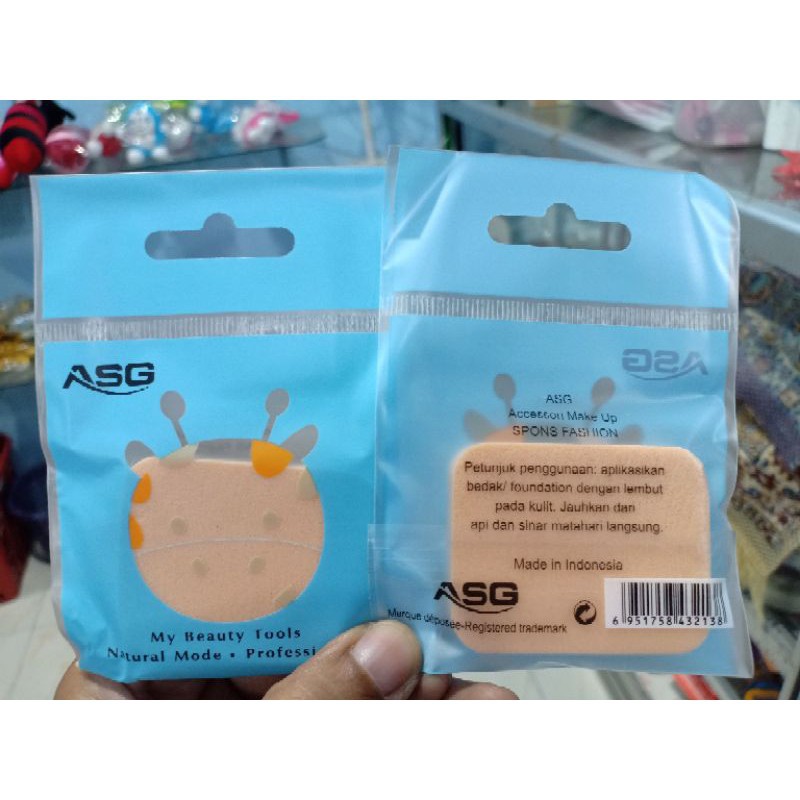 ASG
My Beauty Tools
Natural Mode • Professi
ASG
ASG
Accesson Make Up
SPONS FASHION
Petunjuk penggunaan: aplikasikan
bedak/ foundation dengan lembut
pada kulit. Jauhkan dari
api dan sinar matahari langsung.
Made in Indonesia
ASG
Marque déposée-Registered trademark
6 951758 432138